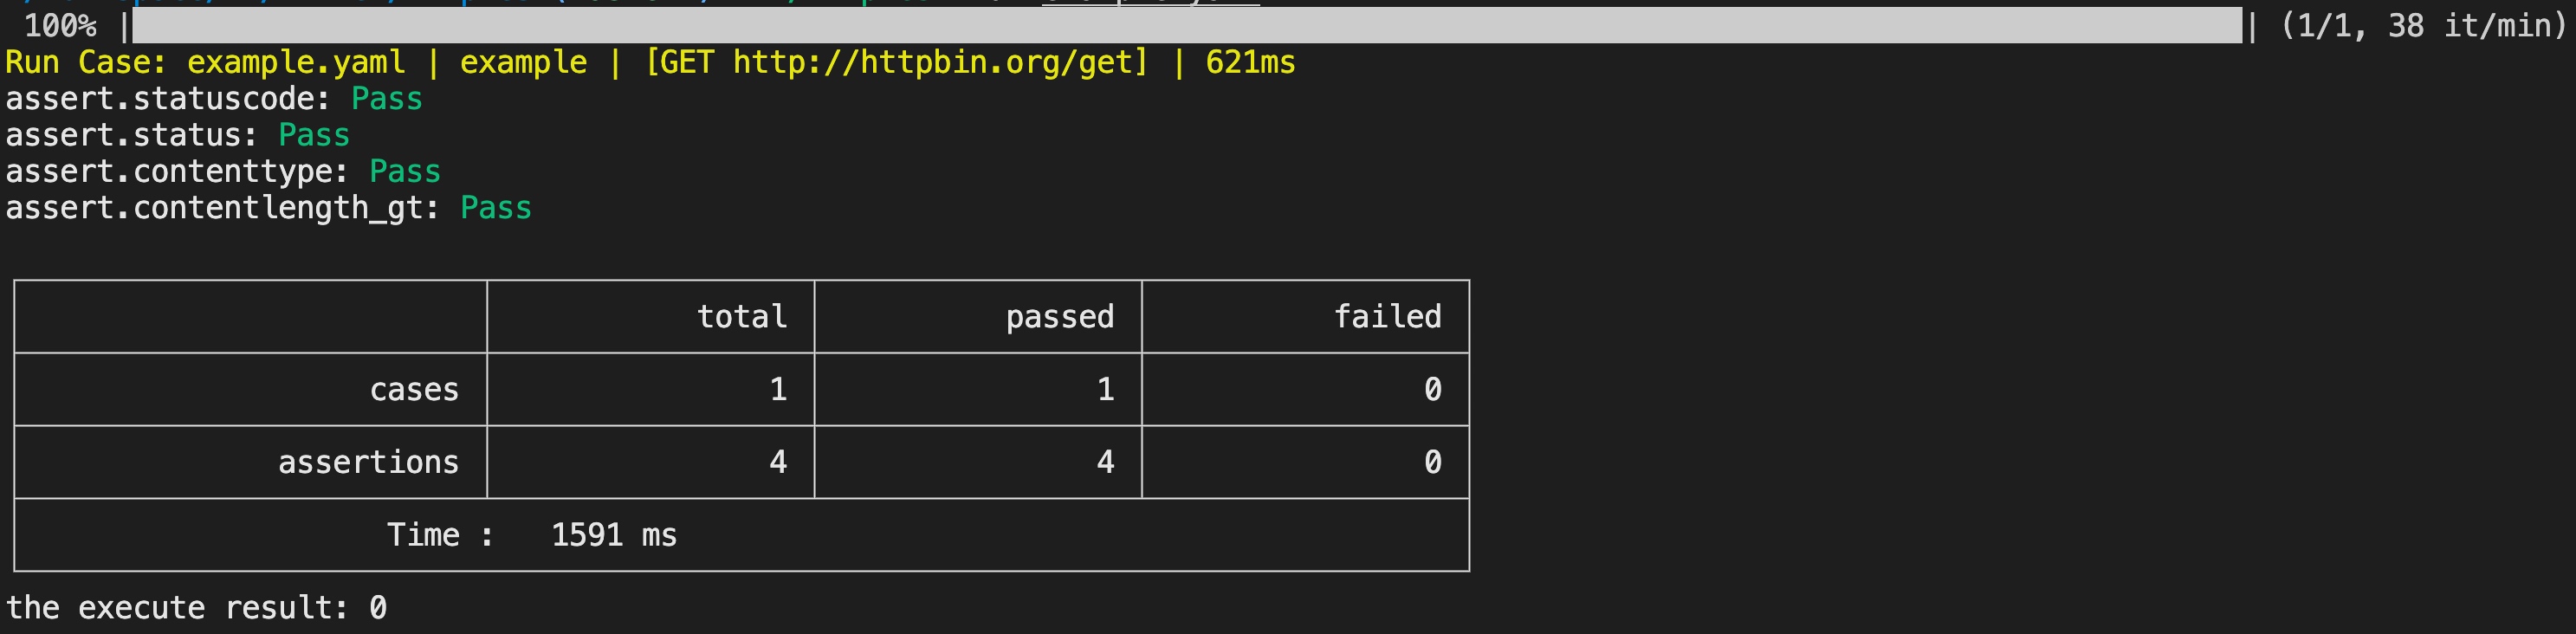 100% | | (1/1, 38 it/min)
Run Case: example.yaml | example | [GET http://httpbin.org/get] | 621ms
assert.statuscode: Pass
assert.status: Pass
assert.contenttype: Pass
assert.contentlength_gt: Pass
total passed failed
cases 1 1 0
assertions 4 4 0
Time : 1591 ms
the execute result: 0